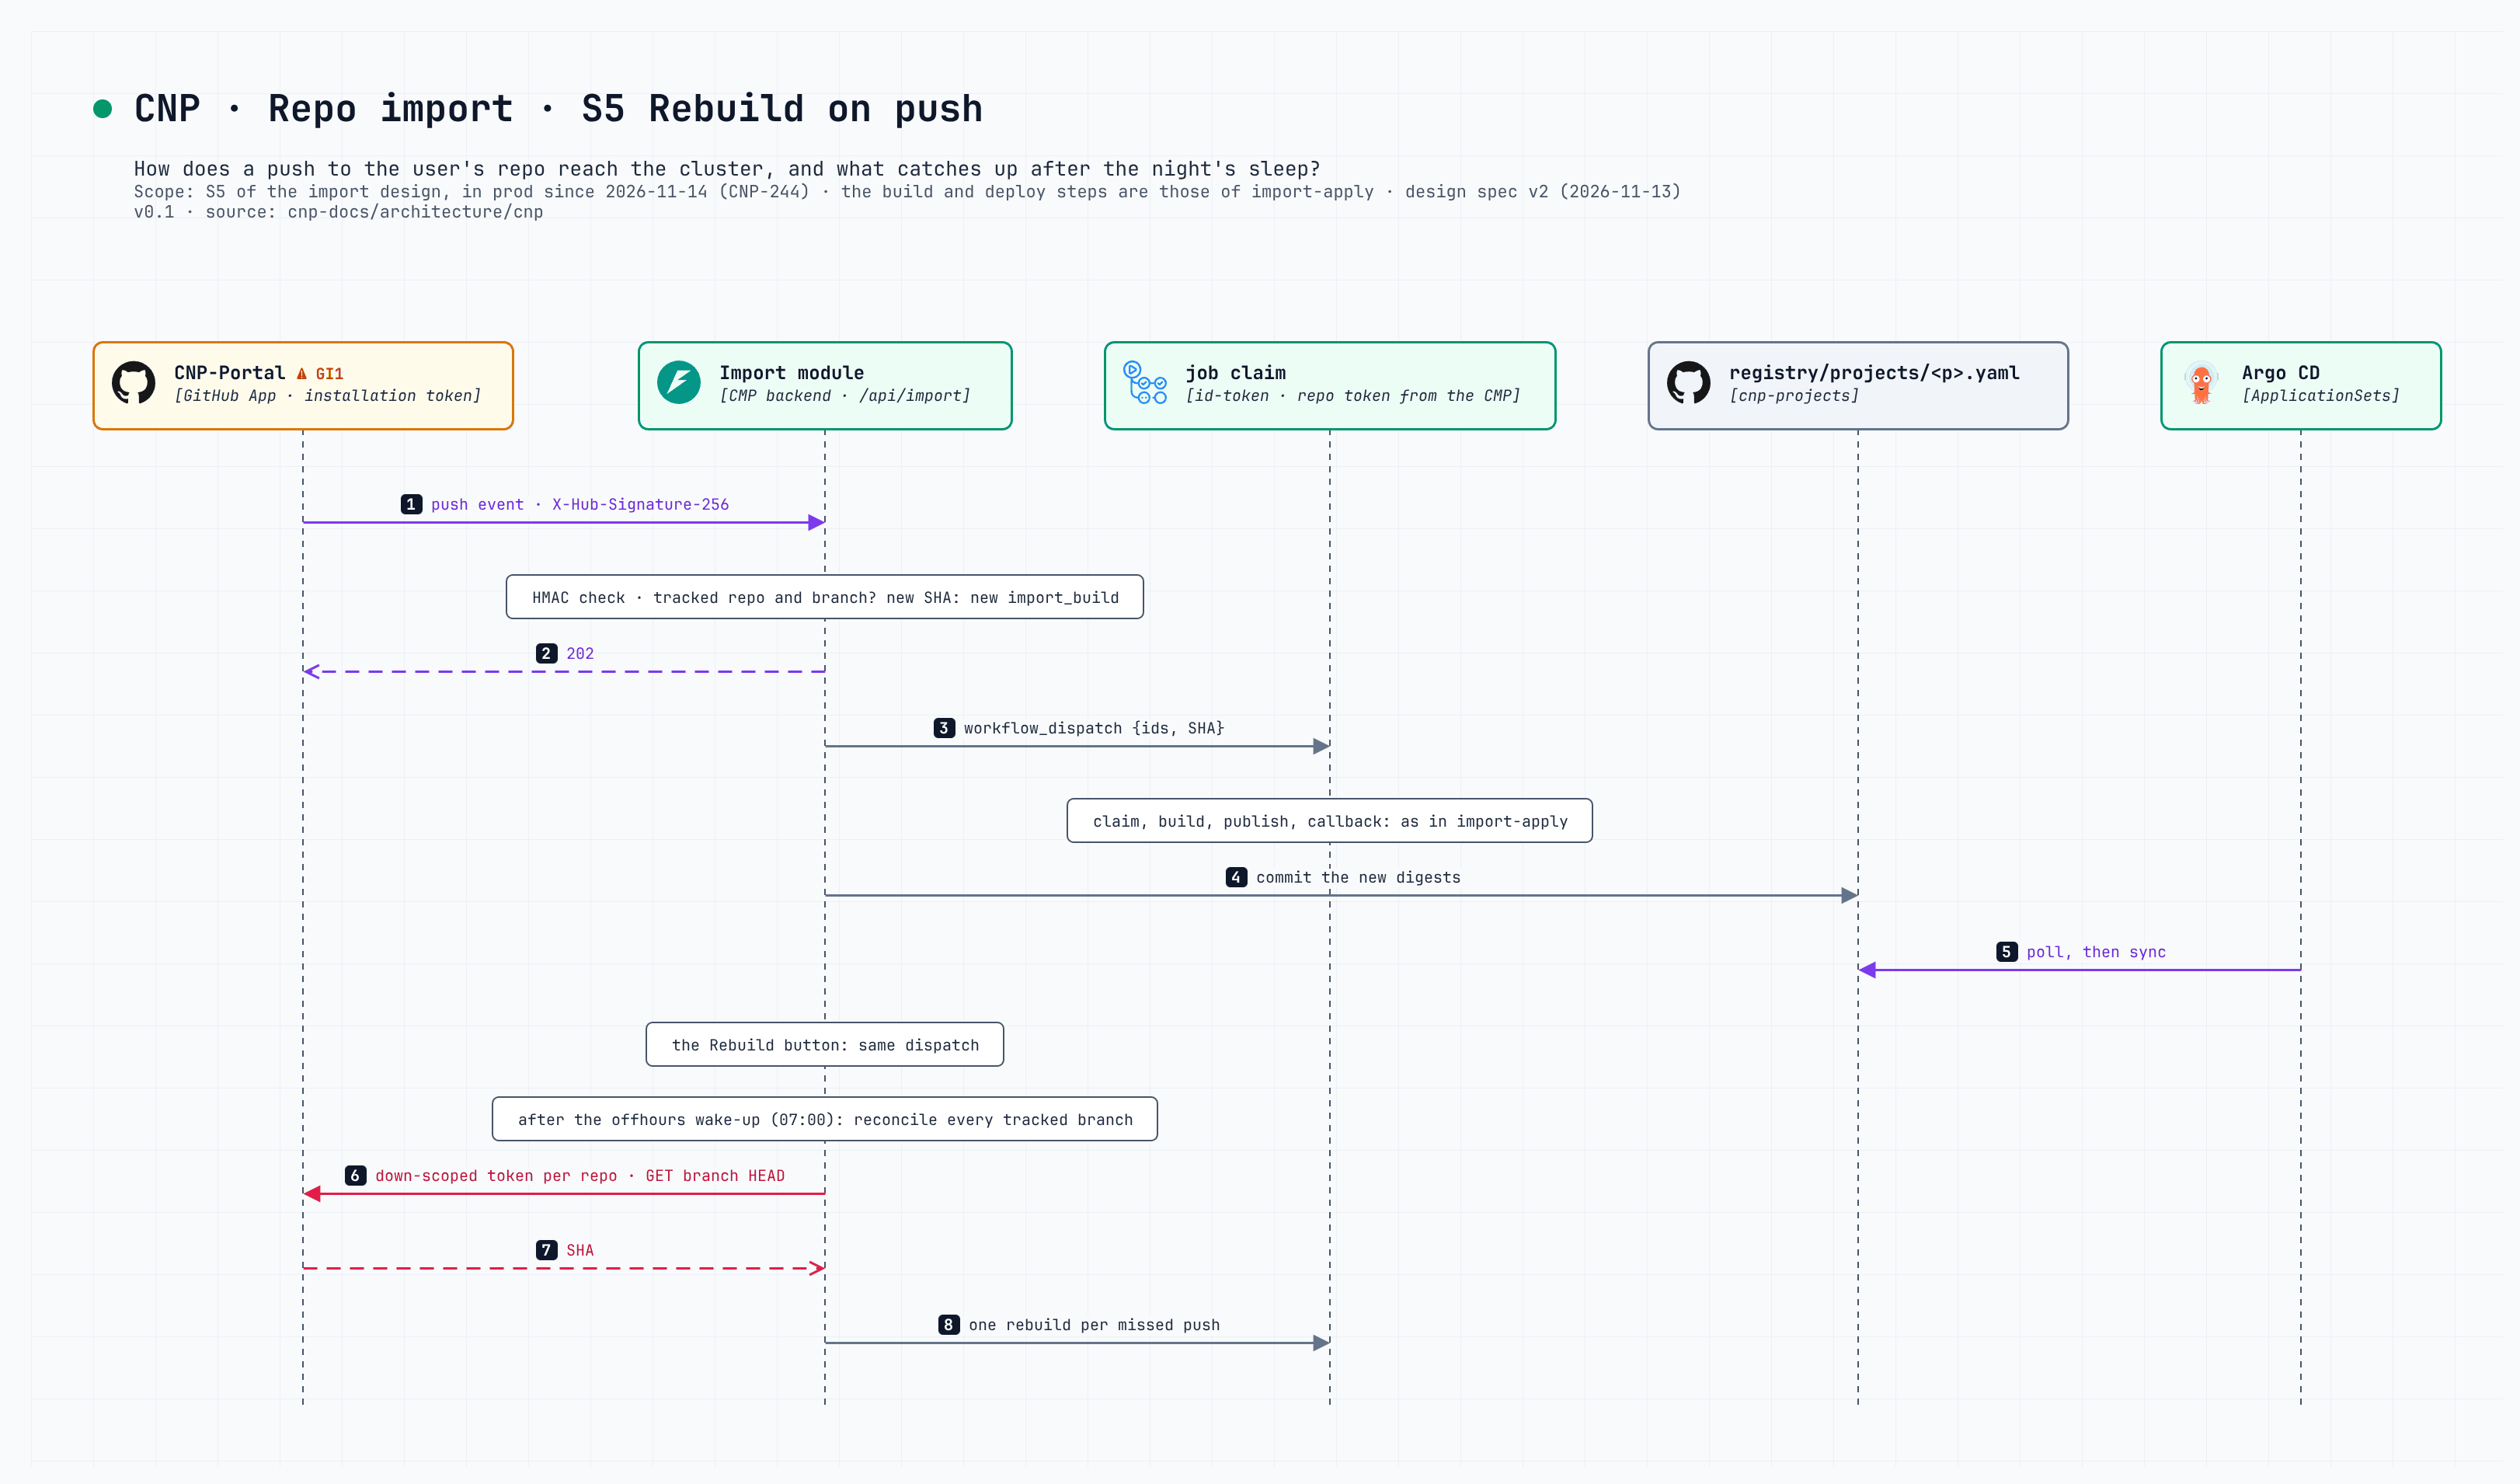 CNP · Repo import · S5 Rebuild on push
How does a push to the user's repo reach the cluster, and what catches up after the night's sleep?
Scope: S5 of the import design, in prod since 2026-11-14 (CNP-244) · the build and deploy steps are those of import-apply · design spec v2 (2026-11-13)
v0.1 · source: cnp-docs/architecture/cnp
CNP-Portal ⚠ GI1
[GitHub App · installation token]
Import module
[CMP backend · /api/import]
job claim
[id-token · repo token from the CMP]
registry/projects/<p>.yaml
[cnp-projects]
Argo CD
[ApplicationSets]
1 push event · X-Hub-Signature-256
HMAC check · tracked repo and branch? new SHA: new import_build
2 202
3 workflow_dispatch {ids, SHA}
claim, build, publish, callback: as in import-apply
4 commit the new digests
5 poll, then sync
the Rebuild button: same dispatch
after the offhours wake-up (07:00): reconcile every tracked branch
6 down-scoped token per repo · GET branch HEAD
7 SHA
8 one rebuild per missed push